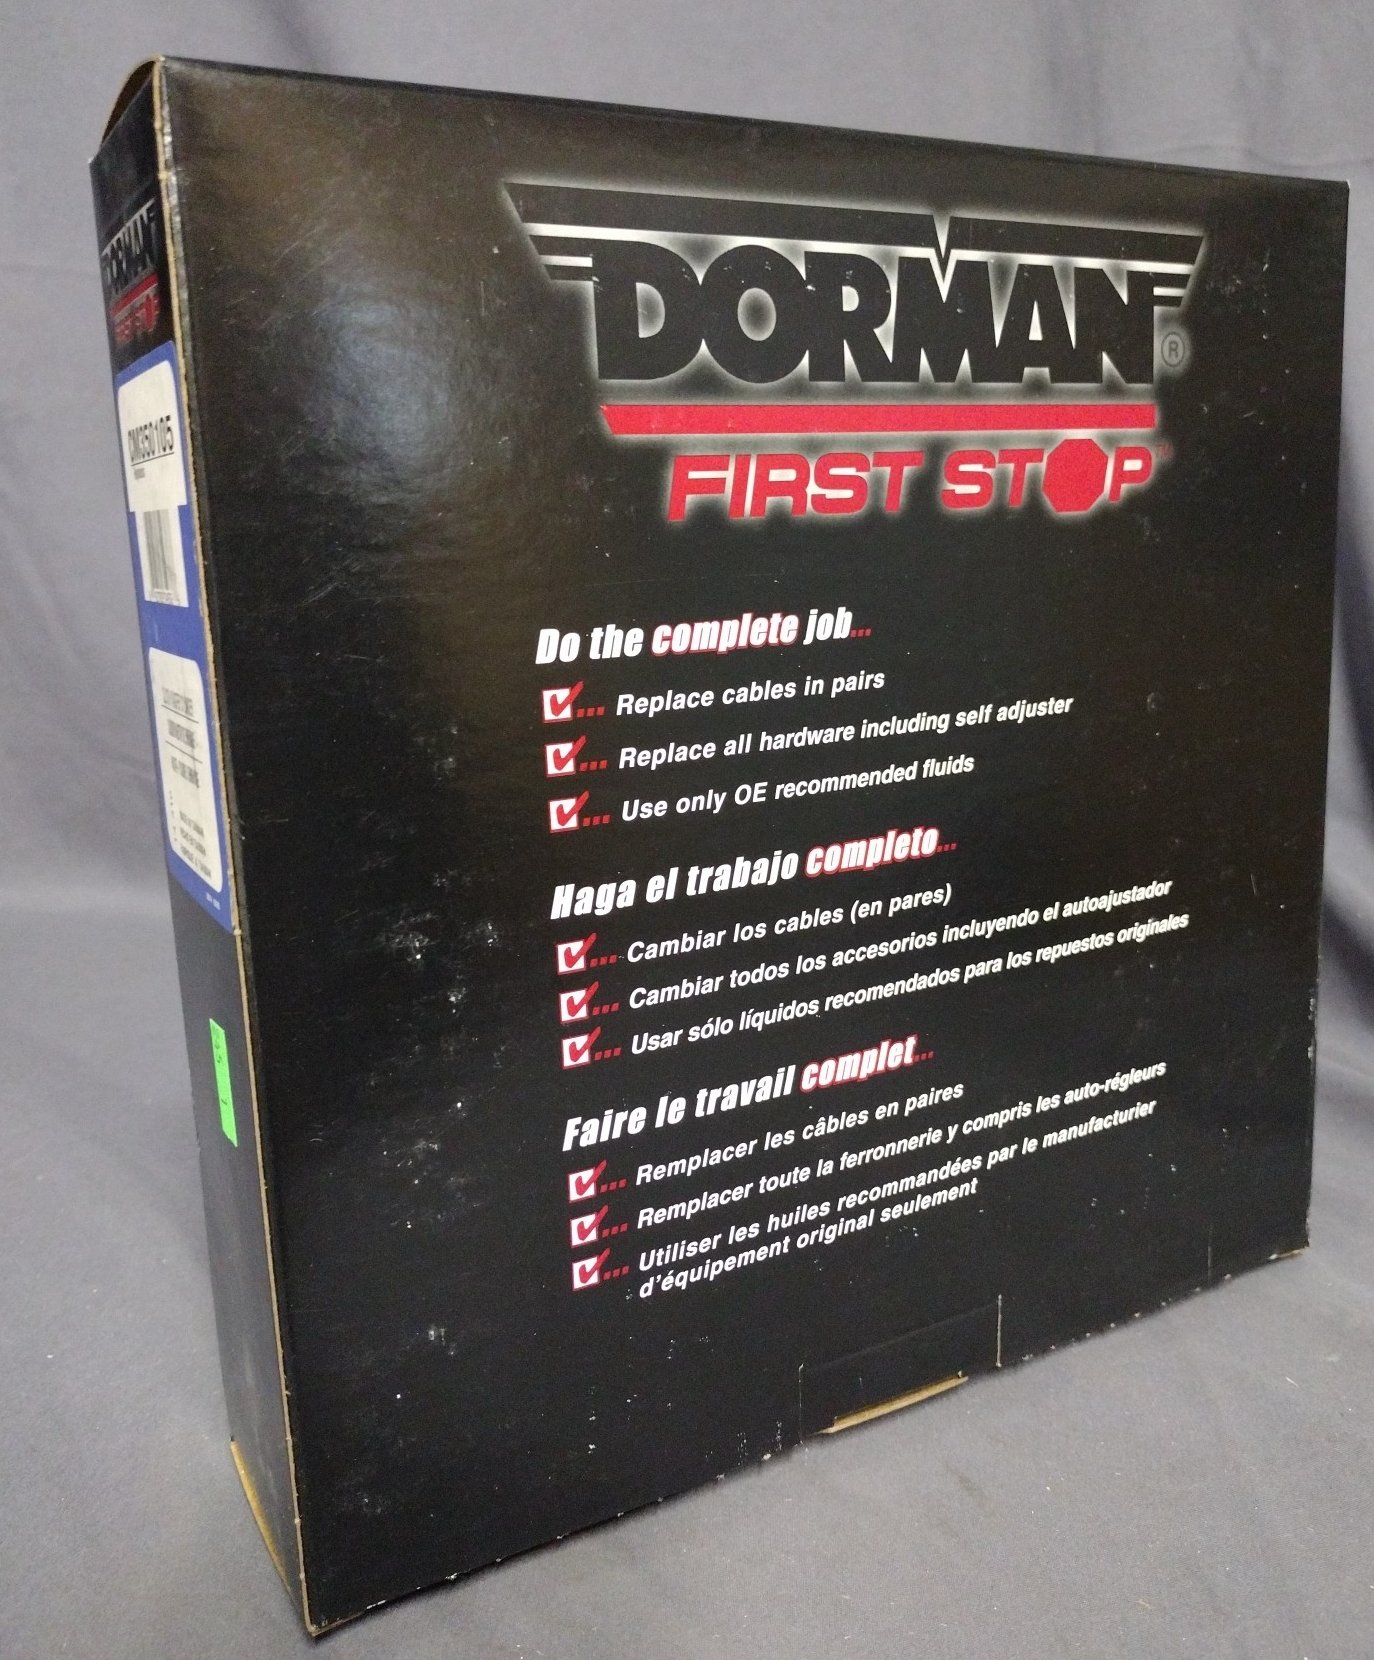 DORMAN®
FIRST STOP™
Do the complete job...
... Replace cables in pairs
... Replace all hardware including self adjuster
... Use only OE recommended fluids
Haga el trabajo completo...
... Cambiar los cables (en pares)
... Cambiar todos los accesorios incluyendo el autoajustador
... Usar sólo líquidos recomendados para los repuestos originales
Faire le travail complet...
... Remplacer les câbles en paires
... Remplacer toute la ferronnerie y compris les auto-régleurs
... Utiliser les huiles recommandées par le manufacturier
d'équipement original seulement
DORMAN
FIRST STOP
CM350105